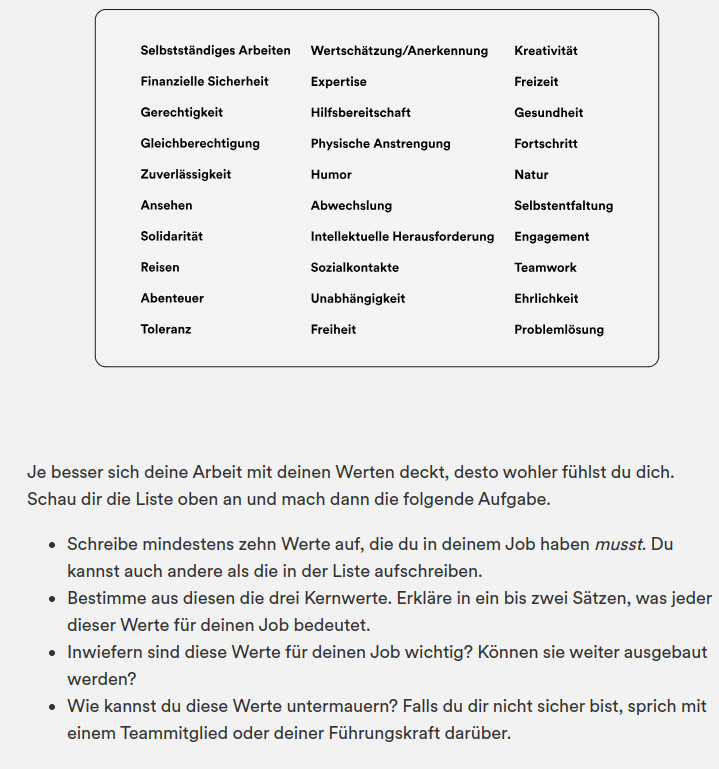 Selbstständiges Arbeiten Wertschätzung/Anerkennung Kreativität
Finanzielle Sicherheit Expertise Freizeit
Gerechtigkeit Hilfsbereitschaft Gesundheit
Gleichberechtigung Physische Anstrengung Fortschritt
Zuverlässigkeit Humor Natur
Ansehen Abwechslung Selbstentfaltung
Solidarität Intellektuelle Herausforderung Engagement
Reisen Sozialkontakte Teamwork
Abenteuer Unabhängigkeit Ehrlichkeit
Toleranz Freiheit Problemlösung
Je besser sich deine Arbeit mit deinen Werten deckt, desto wohler fühlst du dich.
Schau dir die Liste oben an und mach dann die folgende Aufgabe.
• Schreibe mindestens zehn Werte auf, die du in deinem Job haben musst. Du
kannst auch andere als die in der Liste aufschreiben.
• Bestimme aus diesen die drei Kernwerte. Erkläre in ein bis zwei Sätzen, was jeder
dieser Werte für deinen Job bedeutet.
• Inwiefern sind diese Werte für deinen Job wichtig? Können sie weiter ausgebaut
werden?
• Wie kannst du diese Werte untermauern? Falls du dir nicht sicher bist, sprich mit
einem Teammitglied oder deiner Führungskraft darüber.